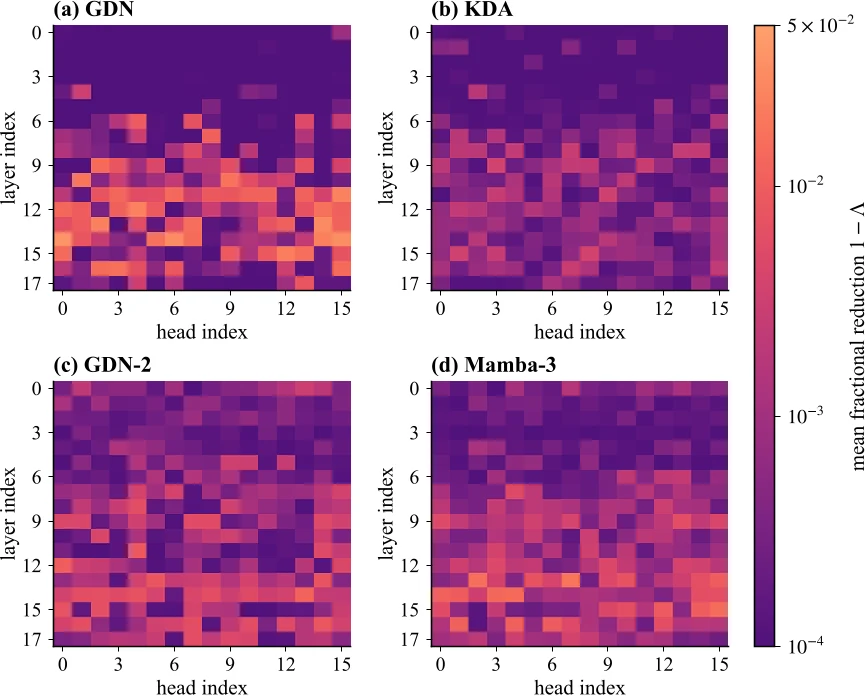 (a) GDN
layer index
0
3
6
9
12
15
17
0 3 6 9 12 15
head index
(b) KDA
layer index
0
3
6
9
12
15
17
0 3 6 9 12 15
head index
(c) GDN-2
layer index
0
3
6
9
12
15
17
0 3 6 9 12 15
head index
(d) Mamba-3
layer index
0
3
6
9
12
15
17
0 3 6 9 12 15
head index
5 × 10⁻²
10⁻²
10⁻³
10⁻⁴
mean fractional reduction 1 − Λ